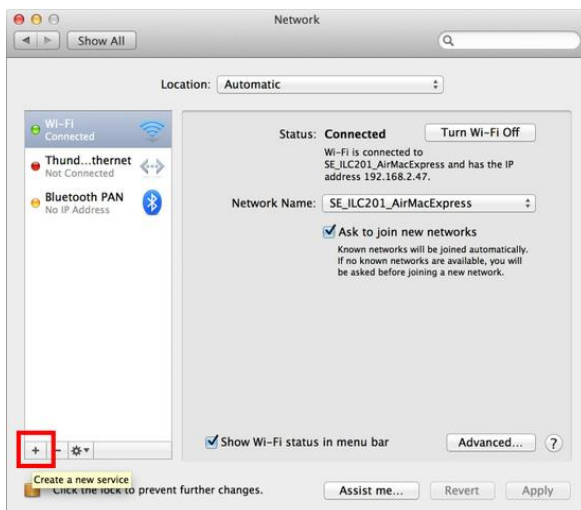 Network
Show All
Location: Automatic
Wi-Fi
Connected
Thund...thernet
Not Connected
Bluetooth PAN
No IP Address
Status: Connected
Turn Wi-Fi Off
Wi-Fi is connected to
SE_ILC201_AirMacExpress and has the IP
address 192.168.2.47.
Network Name: SE_ILC201_AirMacExpress
Ask to join new networks
Known networks will be joined automatically.
If no known networks are available, you will
be asked before joining a new network.
+ -
Show Wi-Fi status in menu bar
Advanced... ?
Create a new service
Click the lock to prevent further changes.
Assist me... Revert Apply